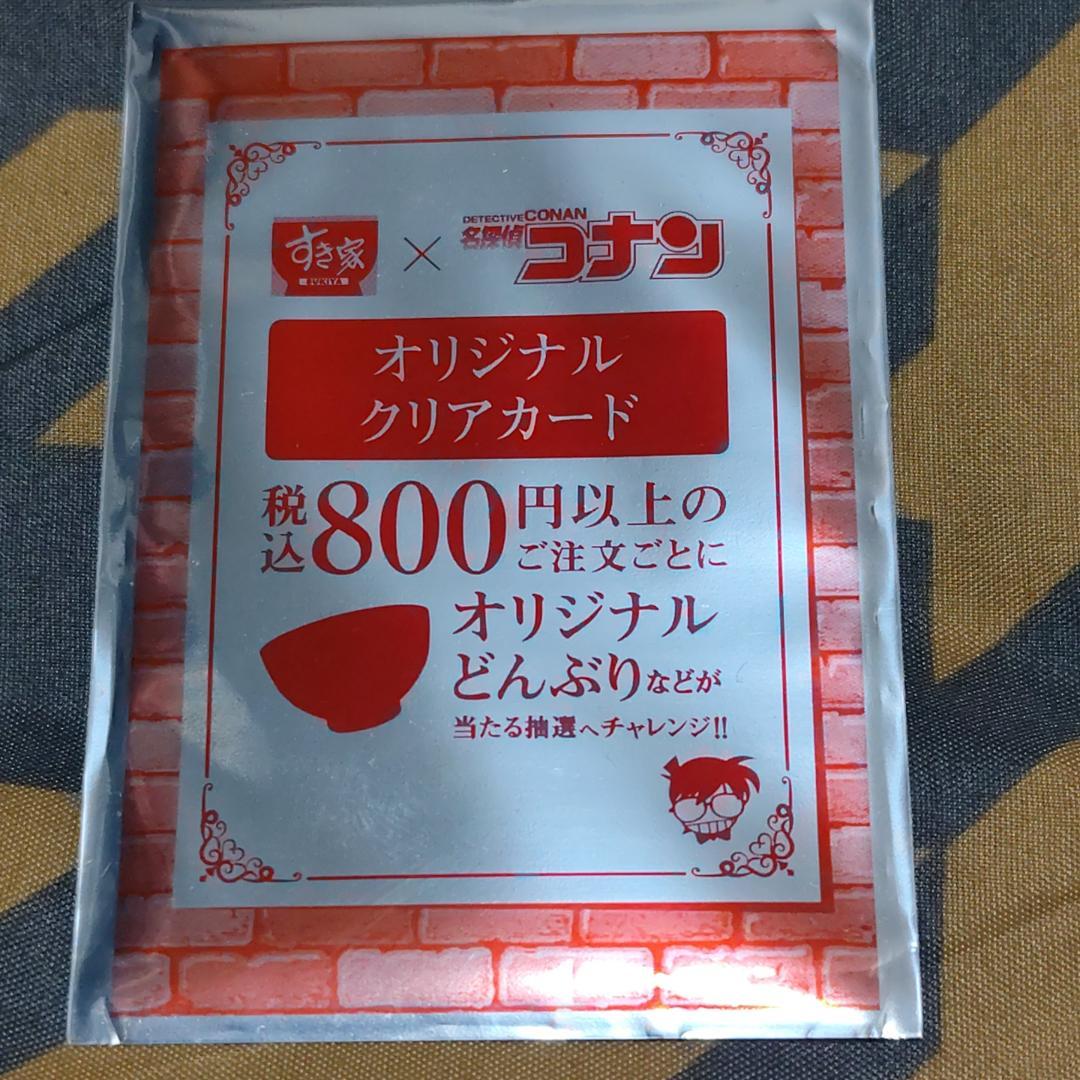 すき家 × DETECTIVE CONAN
SUKIYA 名探偵コナン
オリジナル
クリアカード
税込800円以上の
ご注文ごとに
オリジナル
どんぶりなどが
当たる抽選へチャレンジ!!